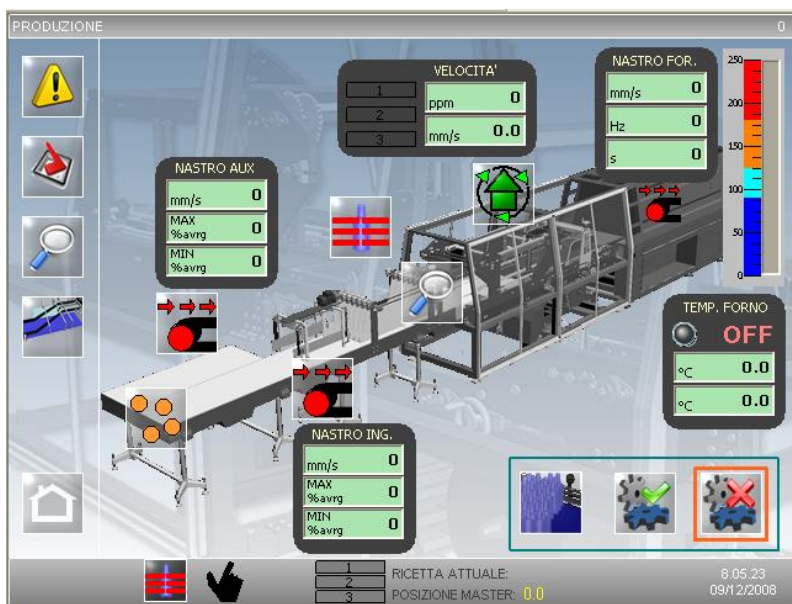 PRODUZIONE 0
VELOCITA'
1
2
3
ppm 0
mm/s 0.0
NASTRO FOR.
mm/s 0
Hz 0
s 0
250
200
150
100
50
0
NASTRO AUX
mm/s 0
MAX
%avrg 0
MIN
%avrg 0
TEMP. FORNO
OFF
°C 0.0
°C 0.0
NASTRO ING.
mm/s 0
MAX
%avrg 0
MIN
%avrg 0
1
2
3
RICETTA ATTUALE:
POSIZIONE MASTER: 0.0
8.05.23
09/12/2008